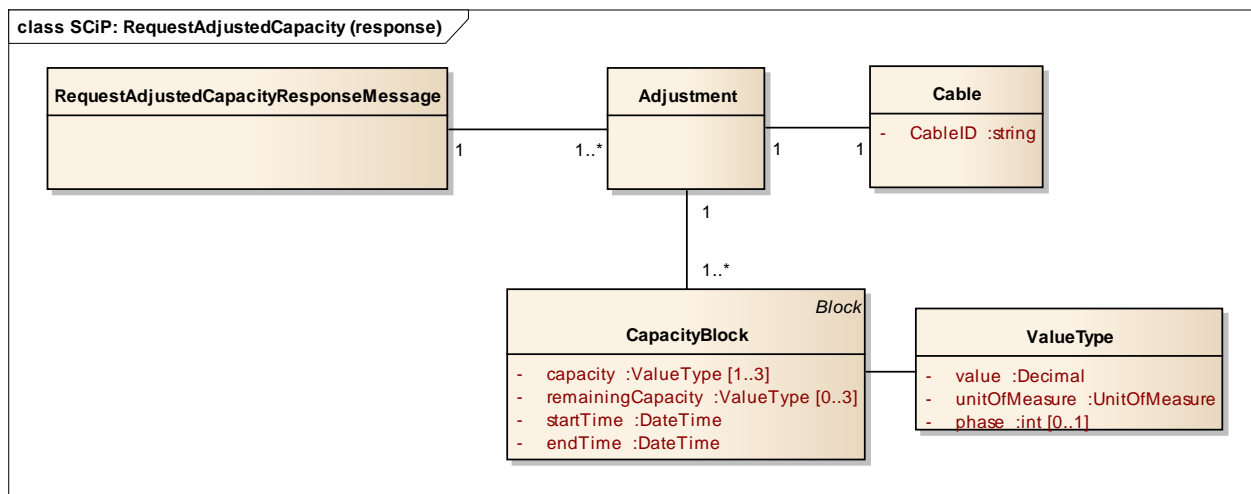 class SCiP: RequestAdjustedCapacity (response)
RequestAdjustedCapacityResponseMessage
Adjustment
Cable
- CableID :string
1
1..*
1
1
1
1..*
Block
CapacityBlock
- capacity :ValueType [1..3]
- remainingCapacity :ValueType [0..3]
- startTime :DateTime
- endTime :DateTime
ValueType
- value :Decimal
- unitOfMeasure :UnitOfMeasure
- phase :int [0..1]